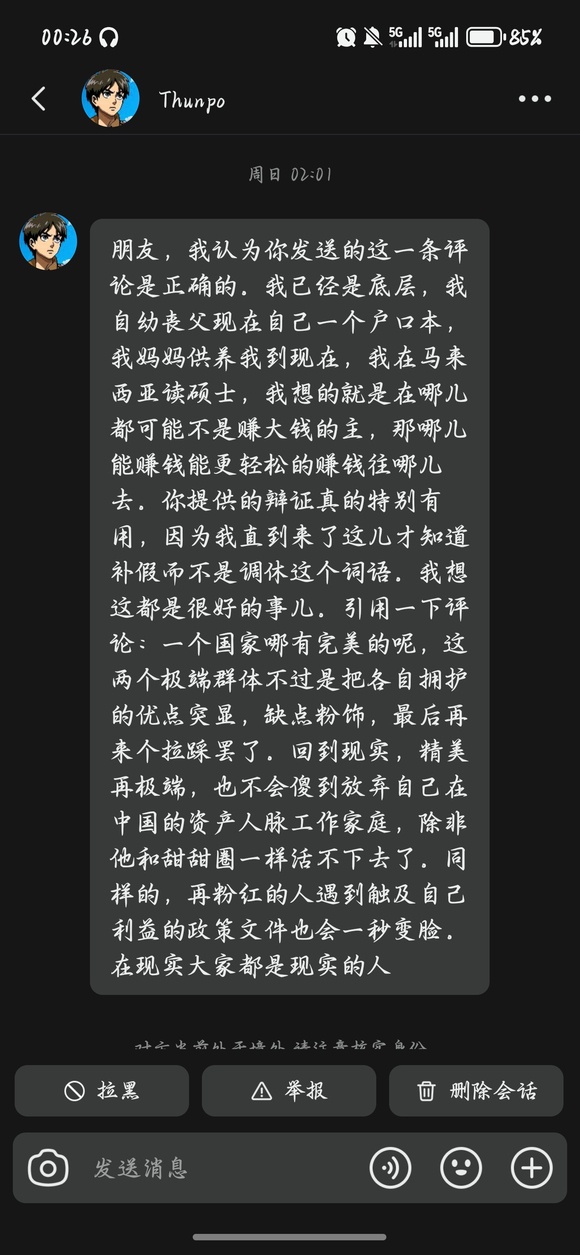 00:26
5G 5G 85%
Thunpo
周日 02:01
朋友，我认为你发送的这一条评
论是正确的。我已经是底层，我
自幼丧父现在自己一个户口本，
我妈妈供养我到现在，我在马来
西亚读硕士，我想的就是在哪儿
都可能不是赚大钱的主，那哪儿
能赚钱能更轻松的赚钱往哪儿
去。你提供的辩证真的特别有
用，因为我直到来了这儿才知道
补假而不是调休这个词语。我想
这都是很好的事儿。引用一下评
论：一个国家哪有完美的呢，这
两个极端群体不过是把各自拥护
的优点突显，缺点粉饰，最后再
来个拉踩罢了。回到现实，精美
再极端，也不会傻到放弃自己在
中国的资产人脉工作家庭，除非
他和甜甜圈一样活不下去了。同
样的，再粉红的人遇到触及自己
利益的政策文件也会一秒变脸。
在现实大家都是现实的人
对方当前处于境外，请注意核实身份
拉黑 举报 删除会话
发送消息